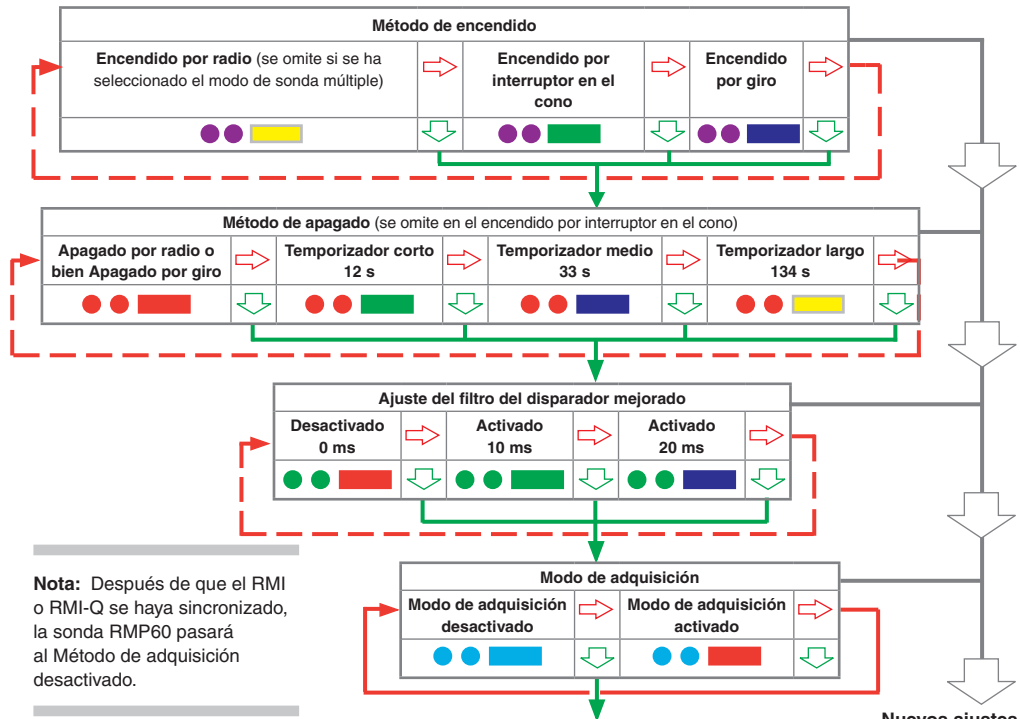 Método de encendido
Encendido por radio (se omite si se ha
seleccionado el modo de sonda múltiple)
Encendido por
interruptor en el
cono
Encendido
por giro
Método de apagado (se omite en el encendido por interruptor en el cono)
Apagado por radio o
bien Apagado por giro
Temporizador corto
12 s
Temporizador medio
33 s
Temporizador largo
134 s
Ajuste del filtro del disparador mejorado
Desactivado
0 ms
Activado
10 ms
Activado
20 ms
Modo de adquisición
Modo de adquisición
desactivado
Modo de adquisición
activado
Nota: Después de que el RMI
o RMI-Q se haya sincronizado,
la sonda RMP60 pasará
al Método de adquisición
desactivado.
Nuevos ajustes